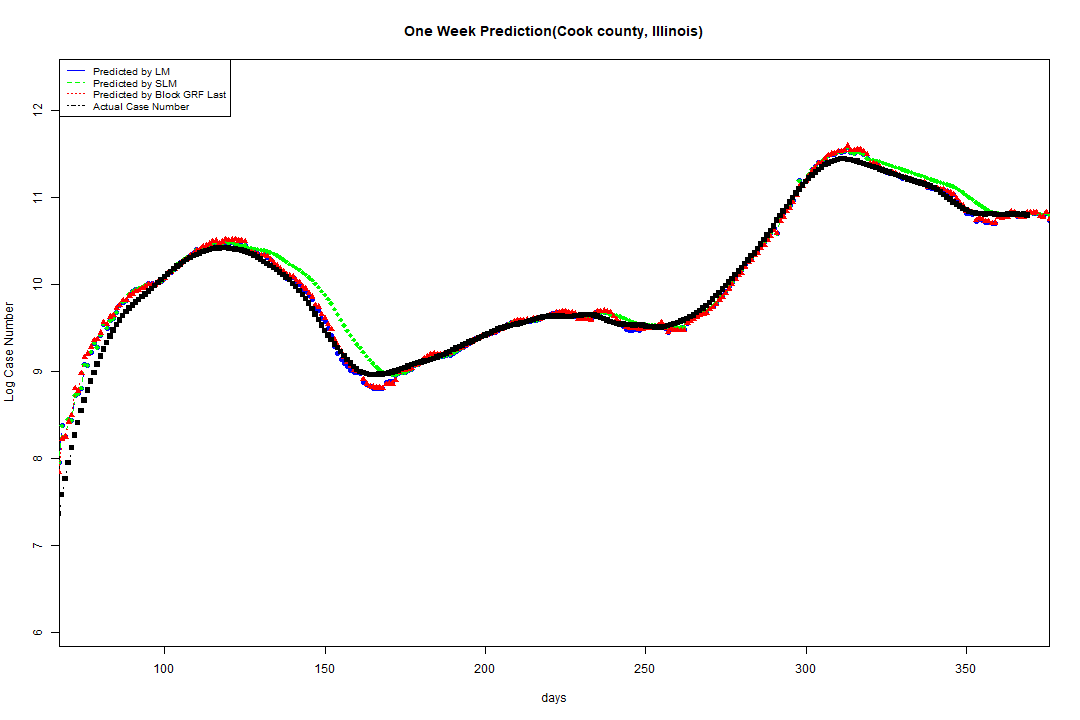 One Week Prediction(Cook county, Illinois)
Predicted by LM
Predicted by SLM
Predicted by Block GRF Last
Actual Case Number
12
11
10
9
8
7
6
Log Case Number
100 150 200 250 300 350
days